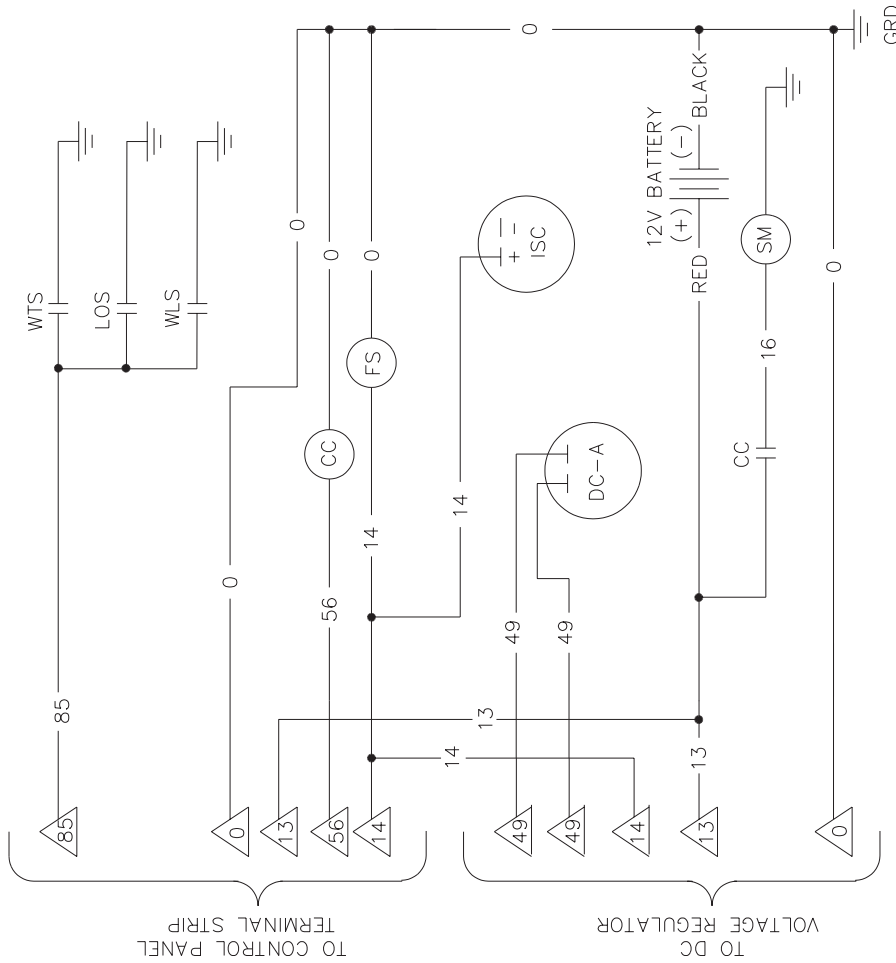 WTS
LOS
WLS
85
85
0
0
0
0
CC
0
FS
0
14
56
14
ISC
+ -
14
49
49
DC-A
13
14
13
56
14
49
49
14
13
0
12V BATTERY
(+) (-)
RED
BLACK
SM
16
CC
13
0
GRD
TO CONTROL PANEL
TERMINAL STRIP
TO DC
VOLTAGE REGULATOR